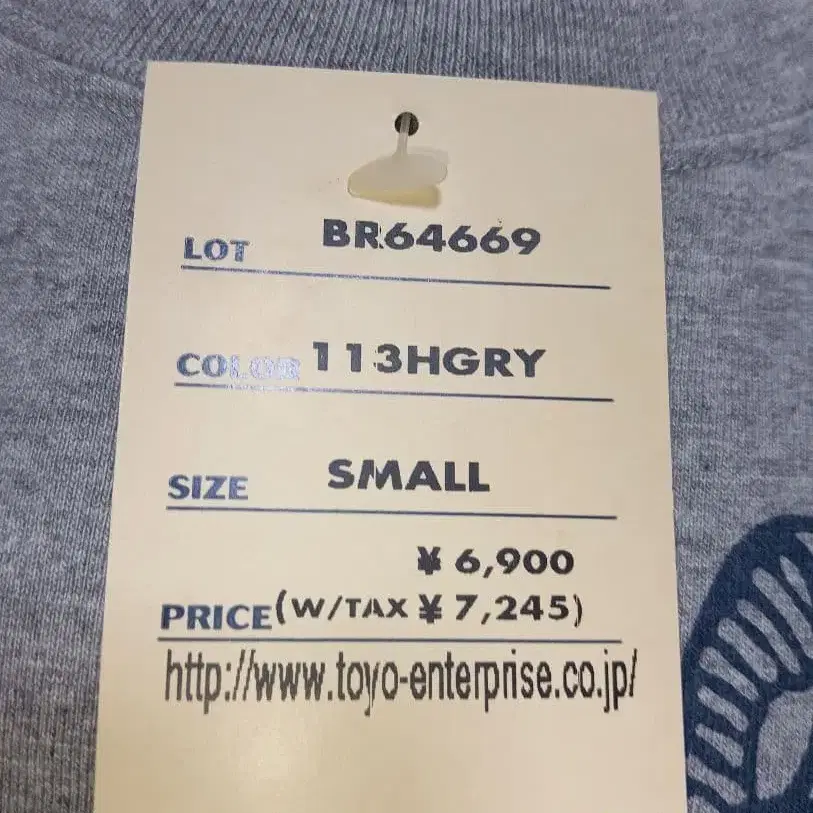 LOT BR64669
COLOR 113HGRY
SIZE SMALL
¥ 6,900
PRICE (W/TAX ¥ 7,245)
http://www.toyo-enterprise.co.jp/